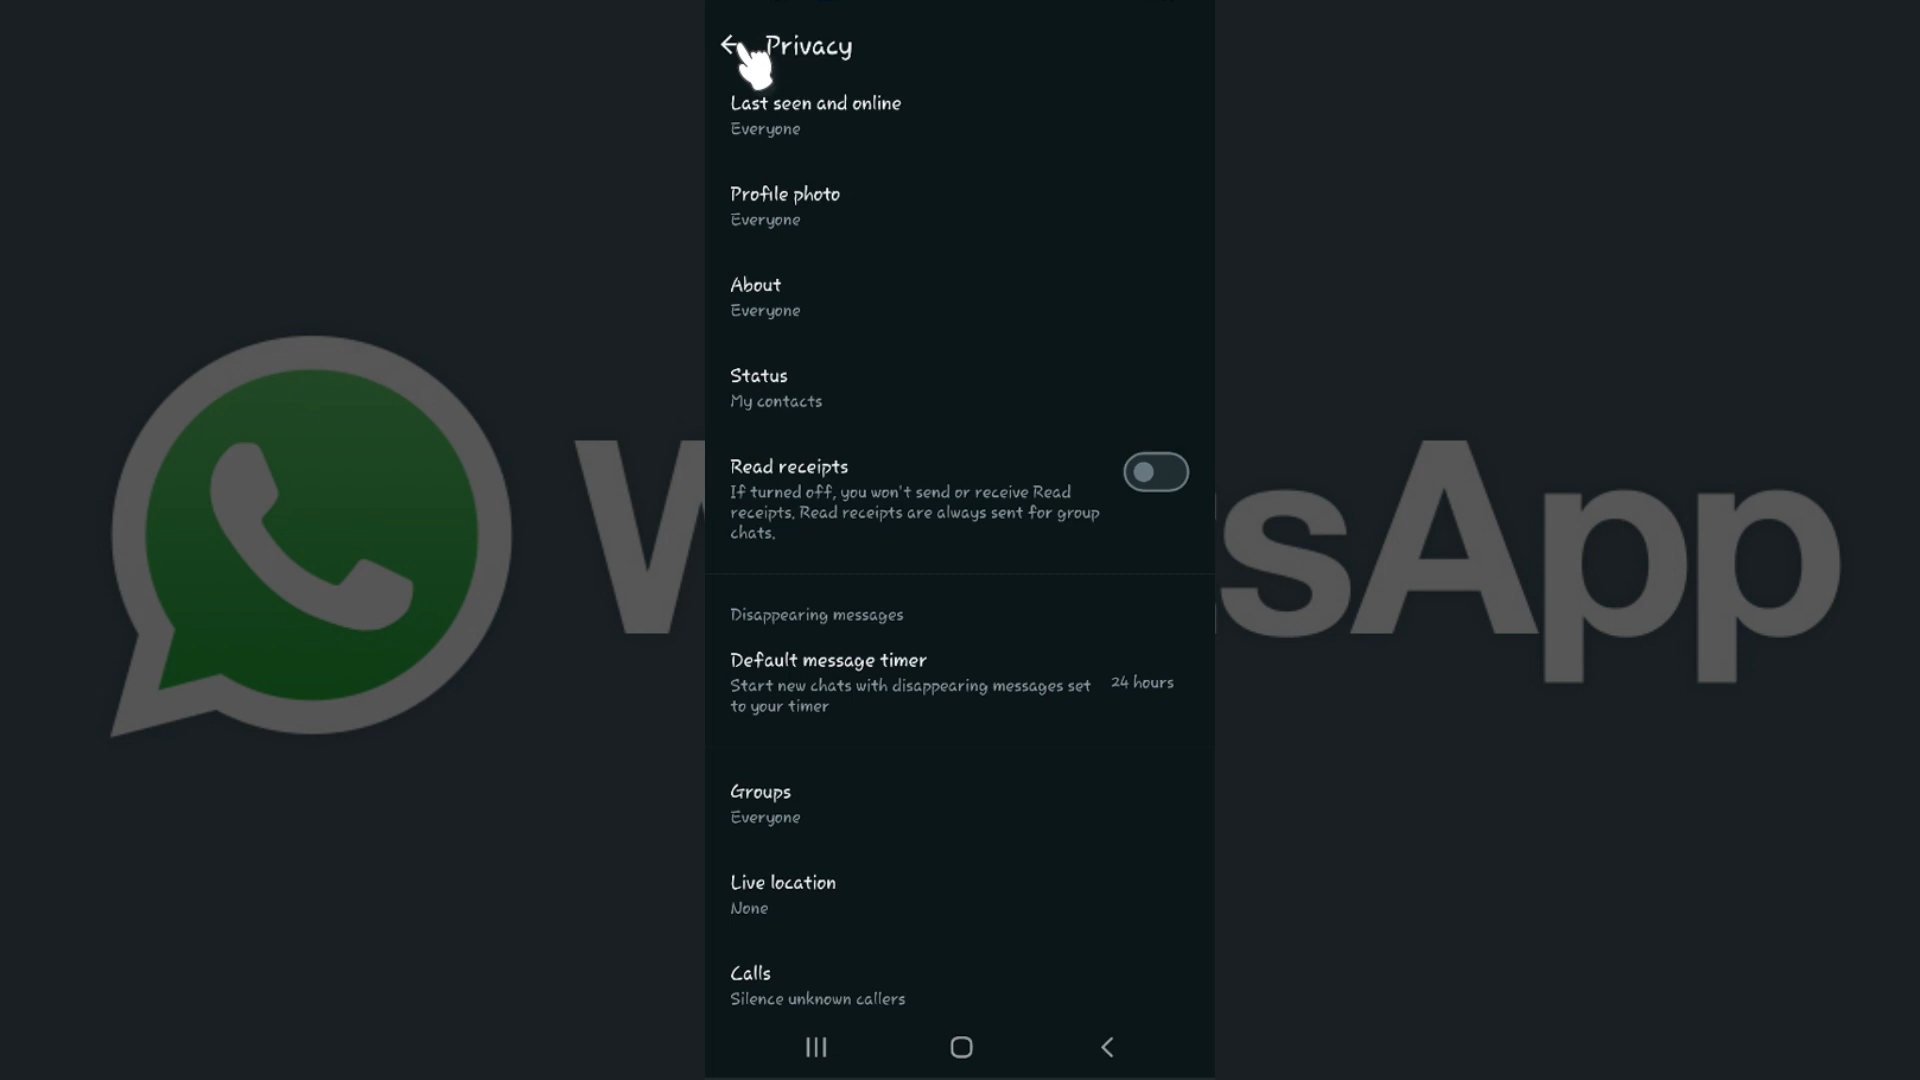 Privacy
Last seen and online
Everyone
Profile photo
Everyone
About
Everyone
Status
My contacts
Read receipts
If turned off, you won't send or receive Read
receipts. Read receipts are always sent for group
chats.
Disappearing messages
Default message timer
Start new chats with disappearing messages set
to your timer
24 hours
Groups
Everyone
Live location
None
Calls
Silence unknown callers
W
sApp